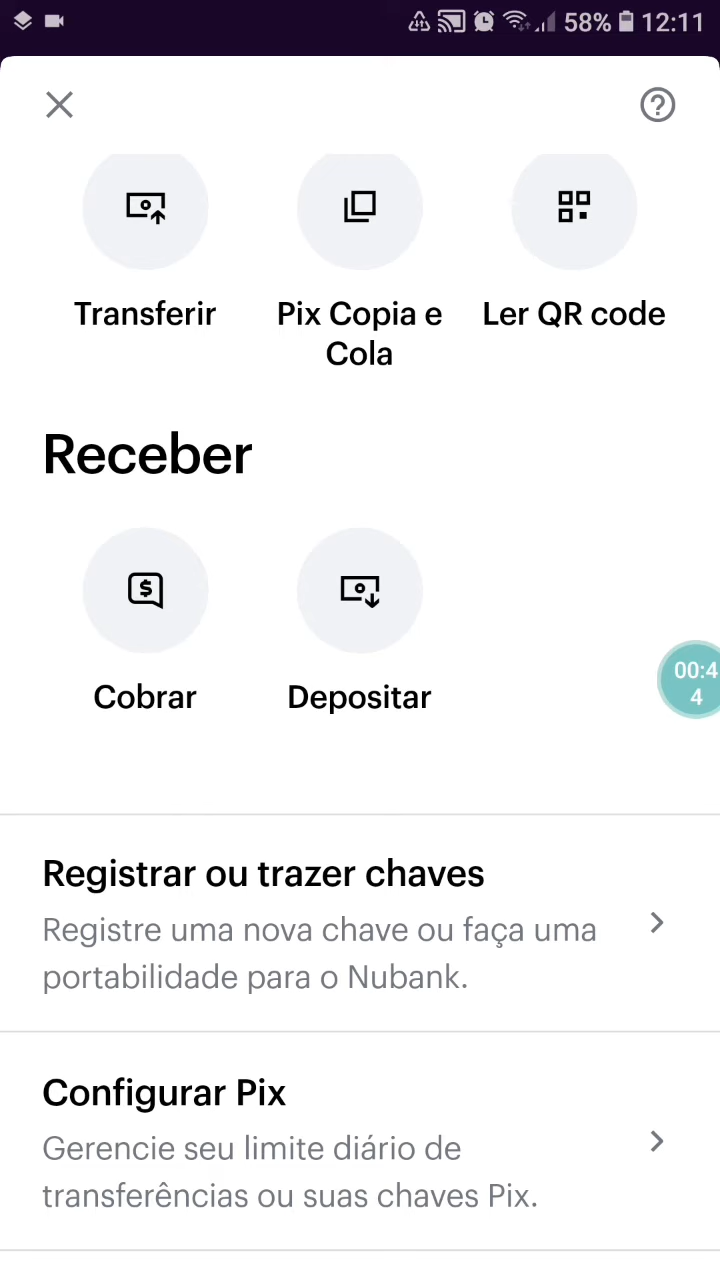 58% 12:11
Transferir
Pix Copia e
Cola
Ler QR code
Receber
$
Cobrar
Depositar
00:4
4
Registrar ou trazer chaves
Registre uma nova chave ou faça uma
portabilidade para o Nubank.
Configurar Pix
Gerencie seu limite diário de
transferências ou suas chaves Pix.